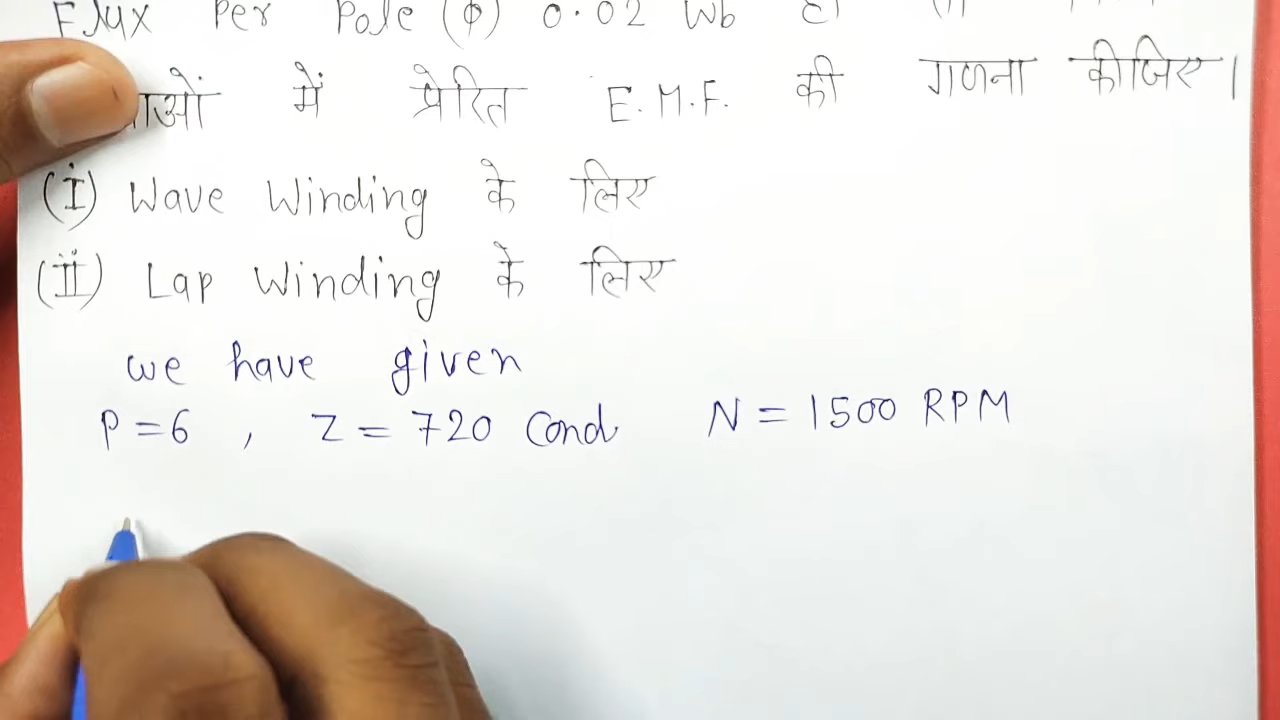 Flux Per Pole (Φ) 0.02 Wb
में प्रेरित E.M.F. की गणना कीजिए।
(i) Wave Winding के लिए
(ii) Lap Winding के लिए
we have given
P = 6 , Z = 720 Cond N = 1500 RPM